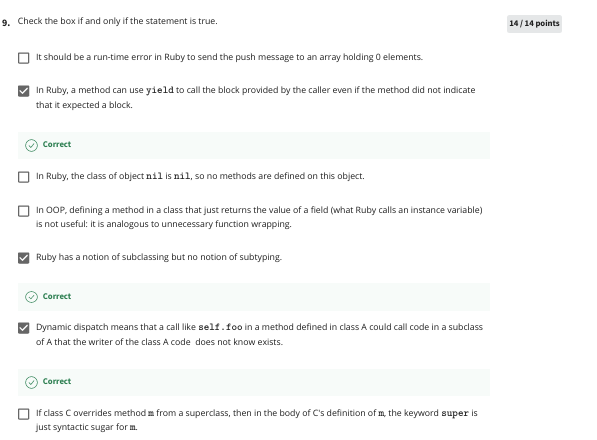 9. Check the box if and only if the statement is true.
14 / 14 points
It should be a run-time error in Ruby to send the push message to an array holding 0 elements.
In Ruby, a method can use yield to call the block provided by the caller even if the method did not indicate
that it expected a block.
Correct
In Ruby, the class of object nil is nil, so no methods are defined on this object.
In OOP, defining a method in a class that just returns the value of a field (what Ruby calls an instance variable)
is not useful: it is analogous to unnecessary function wrapping.
Ruby has a notion of subclassing but no notion of subtyping.
Correct
Dynamic dispatch means that a call like self.foo in a method defined in class A could call code in a subclass
of A that the writer of the class A code does not know exists.
Correct
If class C overrides method m from a superclass, then in the body of C's definition of m, the keyword super is
just syntactic sugar for m.